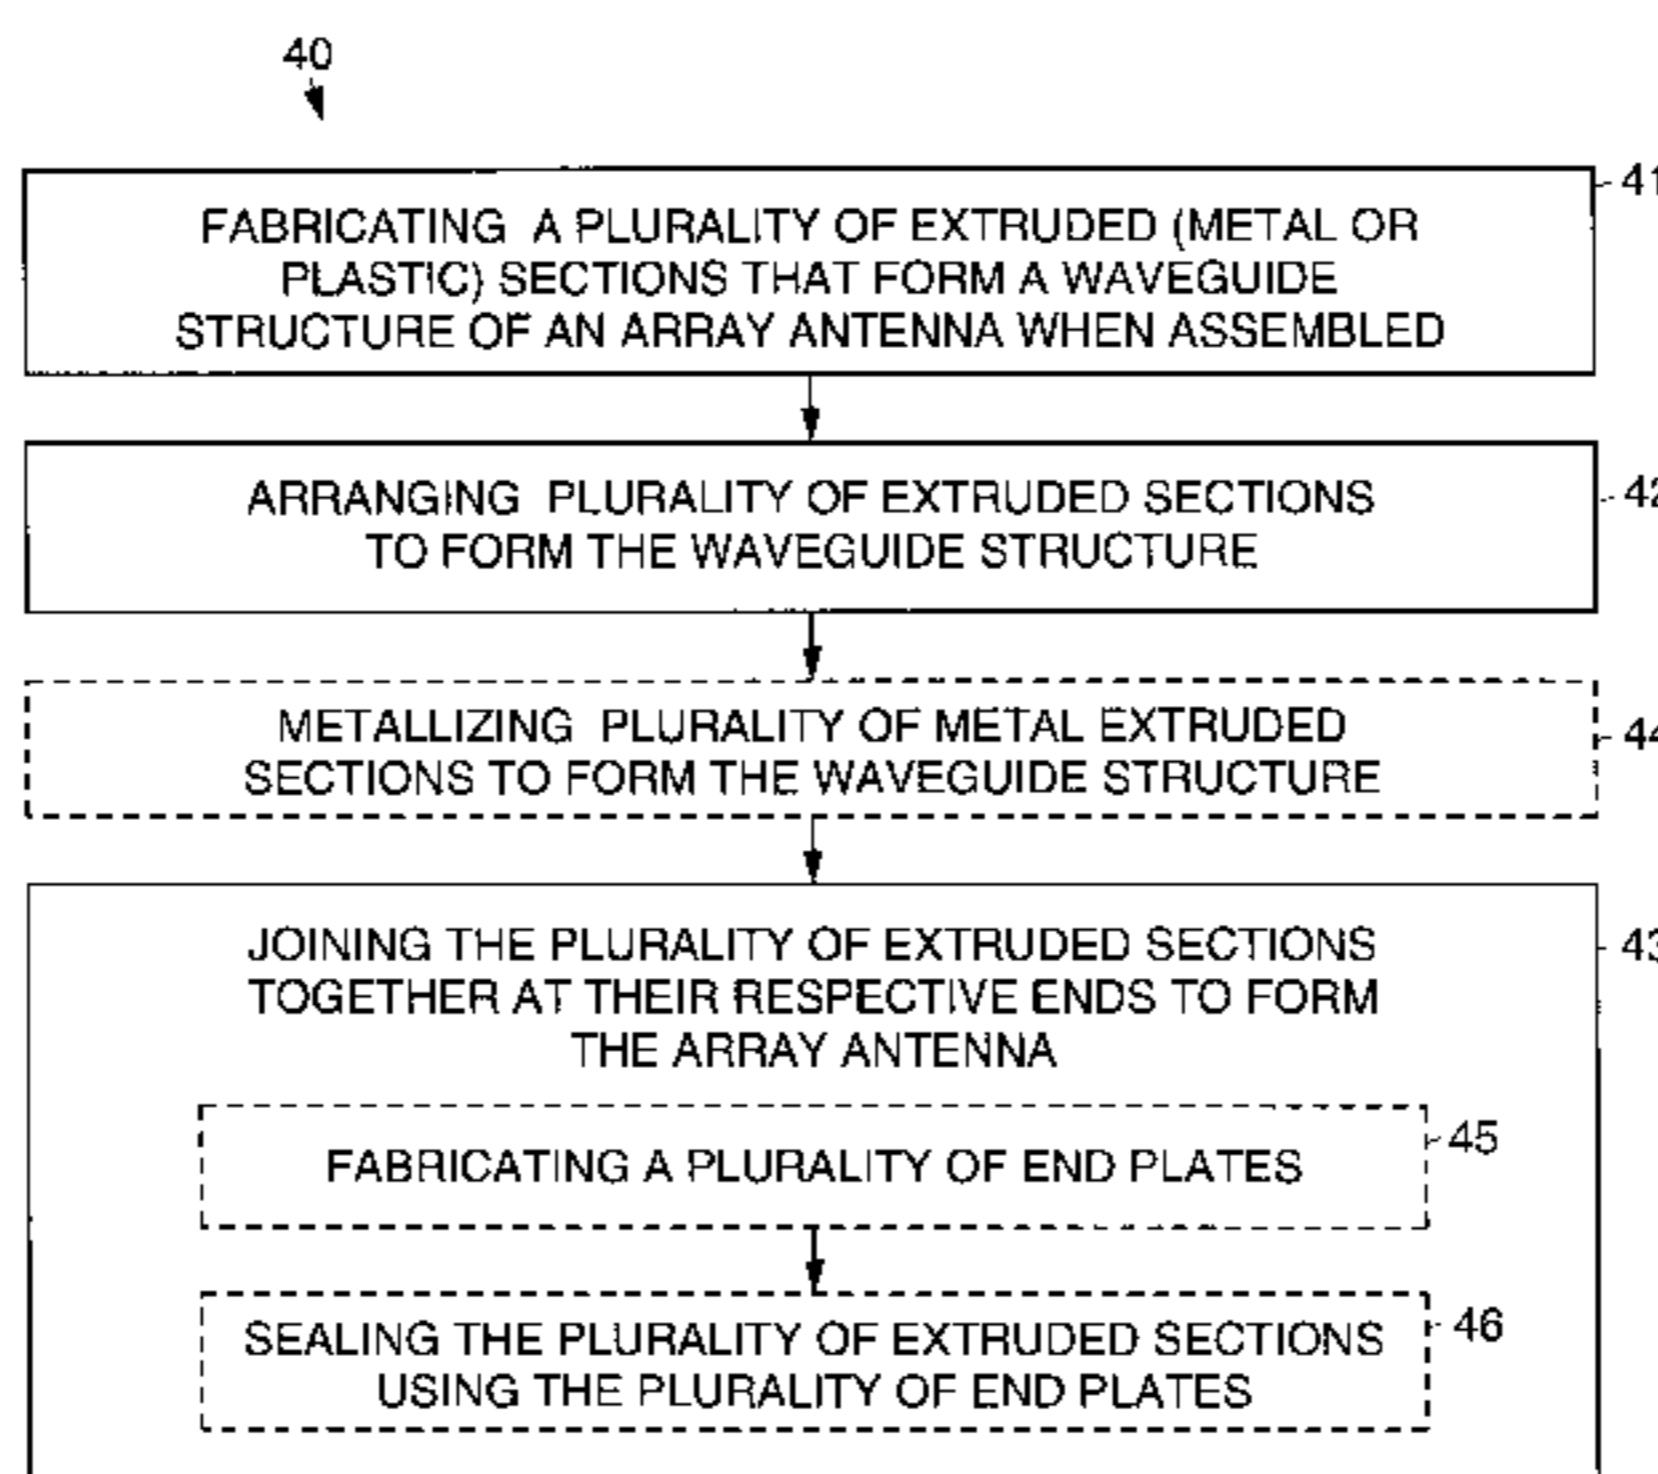 40
41
FABRICATING A PLURALITY OF EXTRUDED (METAL OR
PLASTIC) SECTIONS THAT FORM A WAVEGUIDE
STRUCTURE OF AN ARRAY ANTENNA WHEN ASSEMBLED
42
ARRANGING PLURALITY OF EXTRUDED SECTIONS
TO FORM THE WAVEGUIDE STRUCTURE
METALLIZING PLURALITY OF METAL EXTRUDED
44
SECTIONS TO FORM THE WAVEGUIDE STRUCTURE
JOINING THE PLURALITY OF EXTRUDED SECTIONS
43
TOGETHER AT THEIR RESPECTIVE ENDS TO FORM
THE ARRAY ANTENNA
45
FABRICATING A PLURALITY OF END PLATES
46
SEALING THE PLURALITY OF EXTRUDED SECTIONS
USING THE PLURALITY OF END PLATES